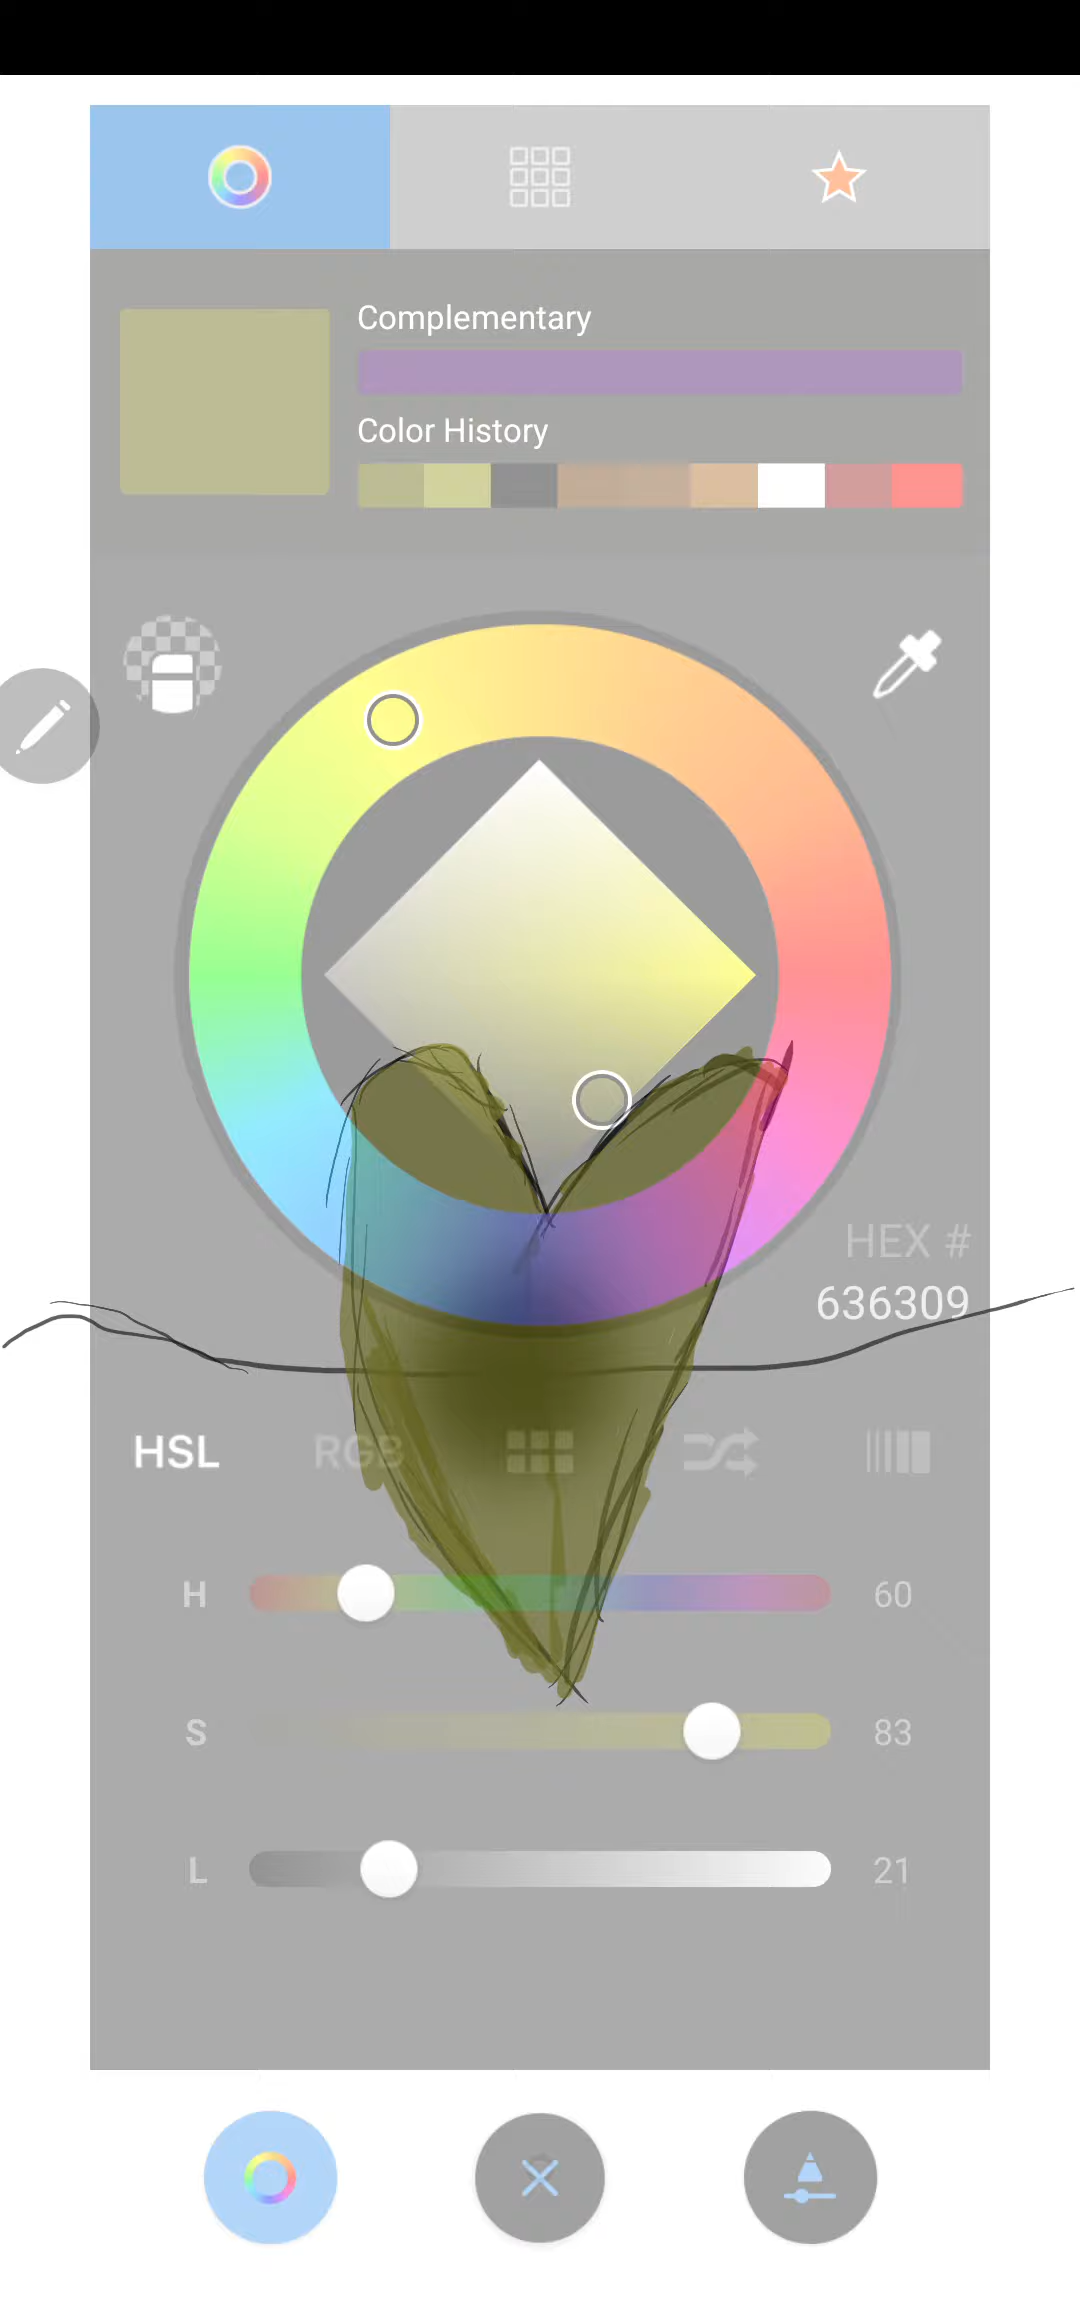 Complementary
Color History
HEX #
636309
HSL RGB
H 60
S 83
L 21